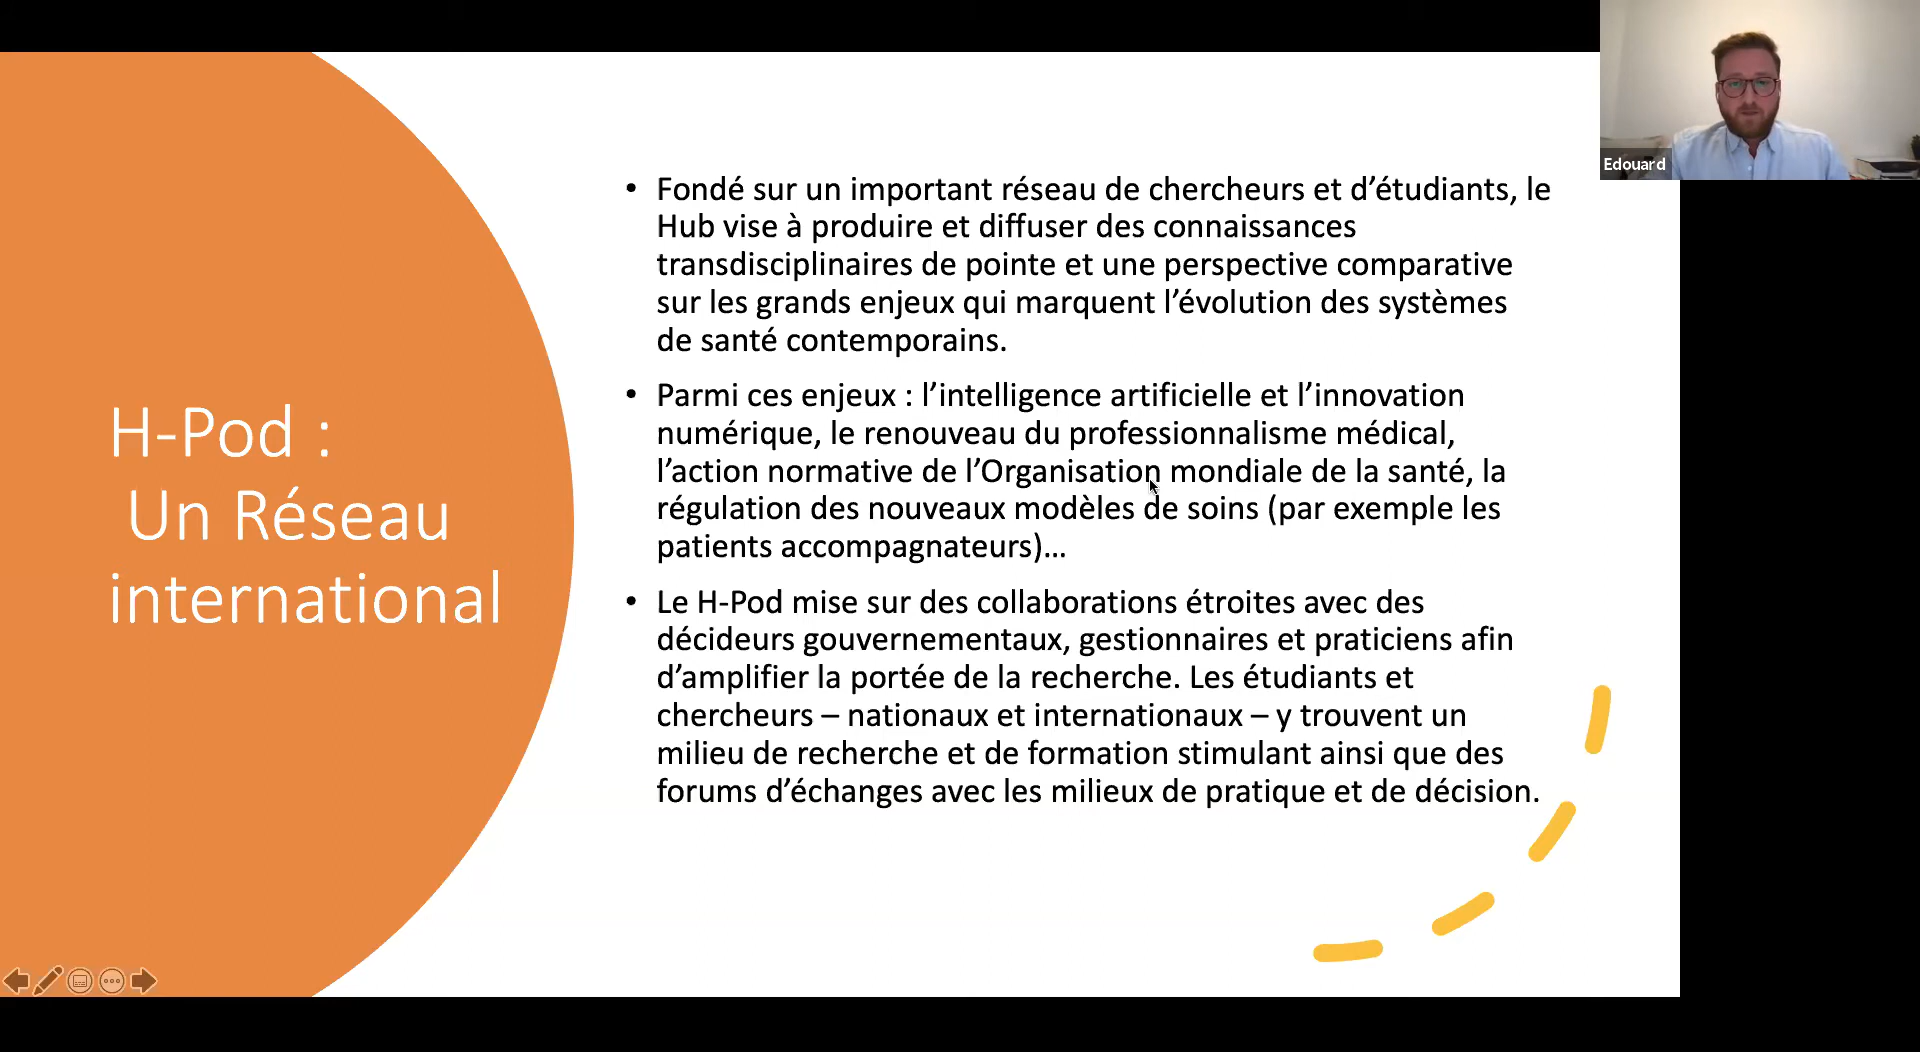 H-Pod :
Un Réseau
international
• Fondé sur un important réseau de chercheurs et d’étudiants, le
Hub vise à produire et diffuser des connaissances
transdisciplinaires de pointe et une perspective comparative
sur les grands enjeux qui marquent l’évolution des systèmes
de santé contemporains.
• Parmi ces enjeux : l’intelligence artificielle et l’innovation
numérique, le renouveau du professionnalisme médical,
l’action normative de l’Organisation mondiale de la santé, la
régulation des nouveaux modèles de soins (par exemple les
patients accompagnateurs)…
• Le H-Pod mise sur des collaborations étroites avec des
décideurs gouvernementaux, gestionnaires et praticiens afin
d’amplifier la portée de la recherche. Les étudiants et
chercheurs – nationaux et internationaux – y trouvent un
milieu de recherche et de formation stimulant ainsi que des
forums d’échanges avec les milieux de pratique et de décision.
Edouard